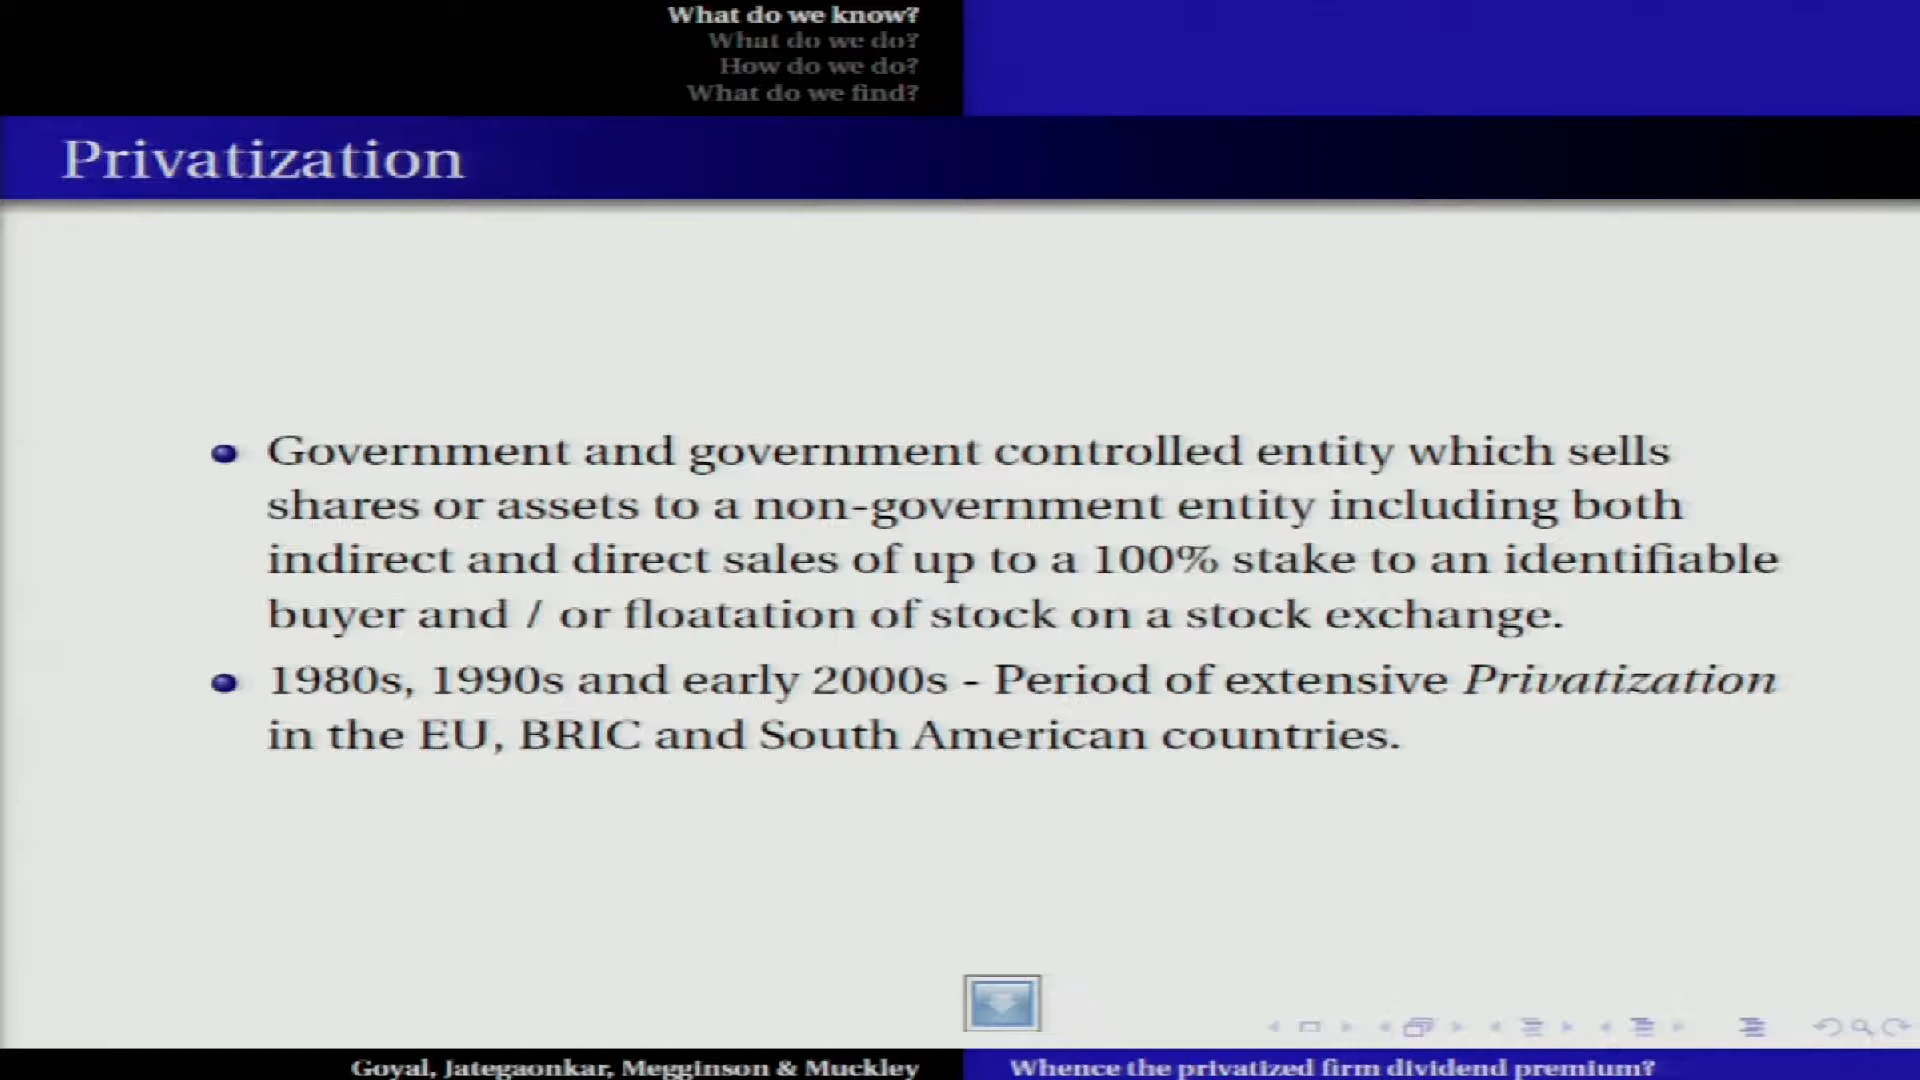 What do we know?
What do we do?
How do we do?
What do we find?
Privatization
Government and government controlled entity which sells
shares or assets to a non-government entity including both
indirect and direct sales of up to a 100% stake to an identifiable
buyer and / or floatation of stock on a stock exchange.
1980s, 1990s and early 2000s - Period of extensive Privatization
in the EU, BRIC and South American countries.
Goyal, Jategaonkar, Megginson & Muckley
Whence the privatized firm dividend premium?